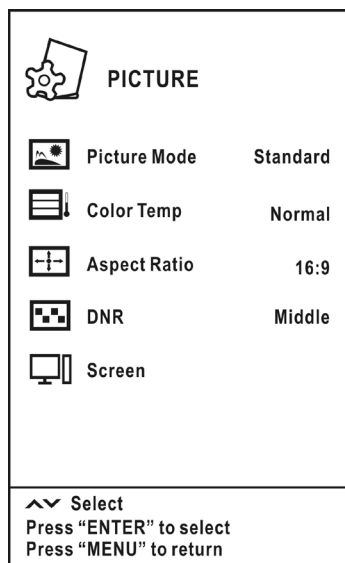 PICTURE
Picture Mode Standard
Color Temp Normal
Aspect Ratio 16:9
DNR Middle
Screen
Select
Press “ENTER” to select
Press “MENU” to return